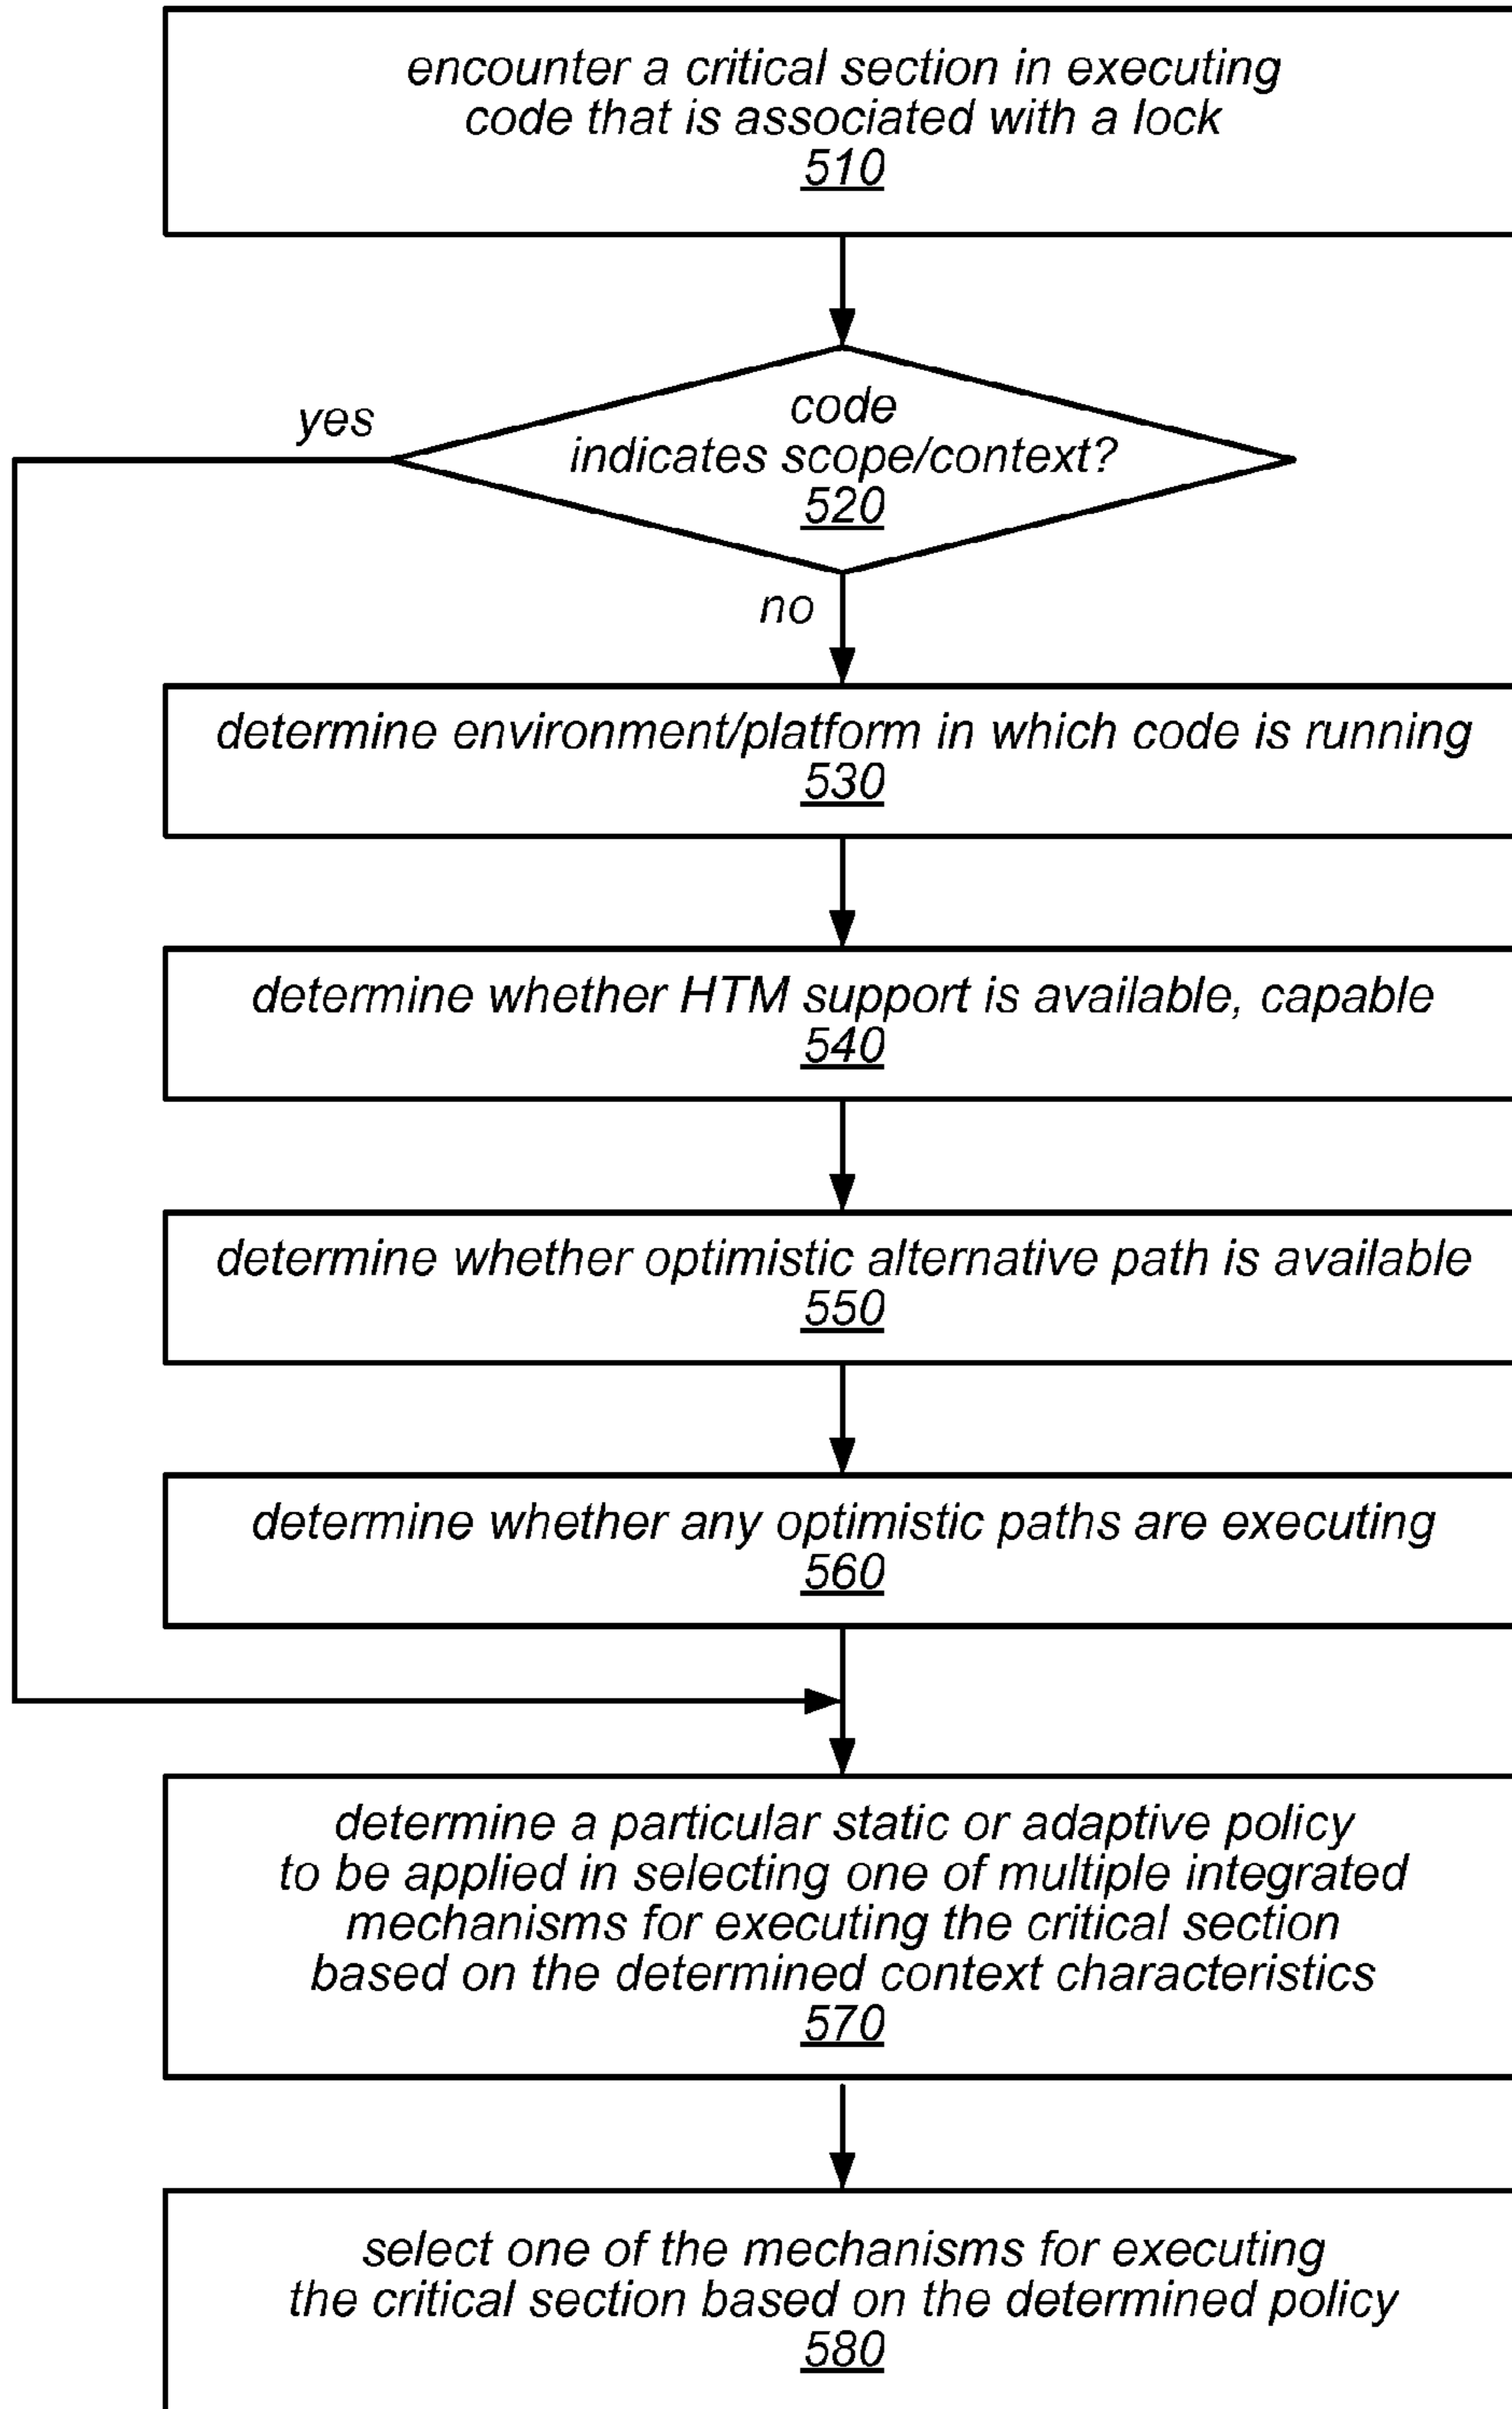 encounter a critical section in executing
code that is associated with a lock
510
code
indicates scope/context?
520
yes
no
determine environment/platform in which code is running
530
determine whether HTM support is available, capable
540
determine whether optimistic alternative path is available
550
determine whether any optimistic paths are executing
560
determine a particular static or adaptive policy
to be applied in selecting one of multiple integrated
mechanisms for executing the critical section
based on the determined context characteristics
570
select one of the mechanisms for executing
the critical section based on the determined policy
580